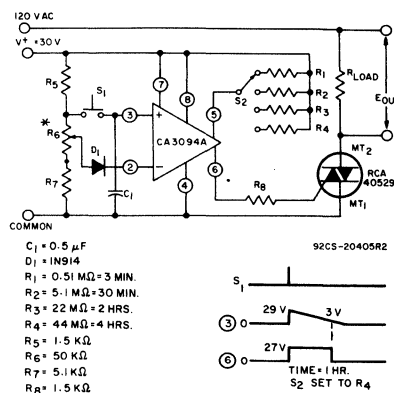 120 VAC
V+ = 30 V
R5
S1
*
R6
R7
D1
C1
3
+
2
−
7
8
CA3094A
4
5
6
S2
R1
R2
R3
R4
R8
RLOAD
EOUT
MT2
RCA
40529
MT1
COMMON
92CS-20405R2
C1 = 0.5 μF
D1 = 1N914
R1 = 0.51 MΩ = 3 MIN.
R2 = 5.1 MΩ = 30 MIN.
R3 = 22 MΩ = 2 HRS.
R4 = 44 MΩ = 4 HRS.
R5 = 1.5 KΩ
R6 = 50 KΩ
R7 = 5.1 KΩ
R8 = 1.5 KΩ
S1
29 V
3 V
3 0
27 V
6 0
TIME = 1 HR.
S2 SET TO R4